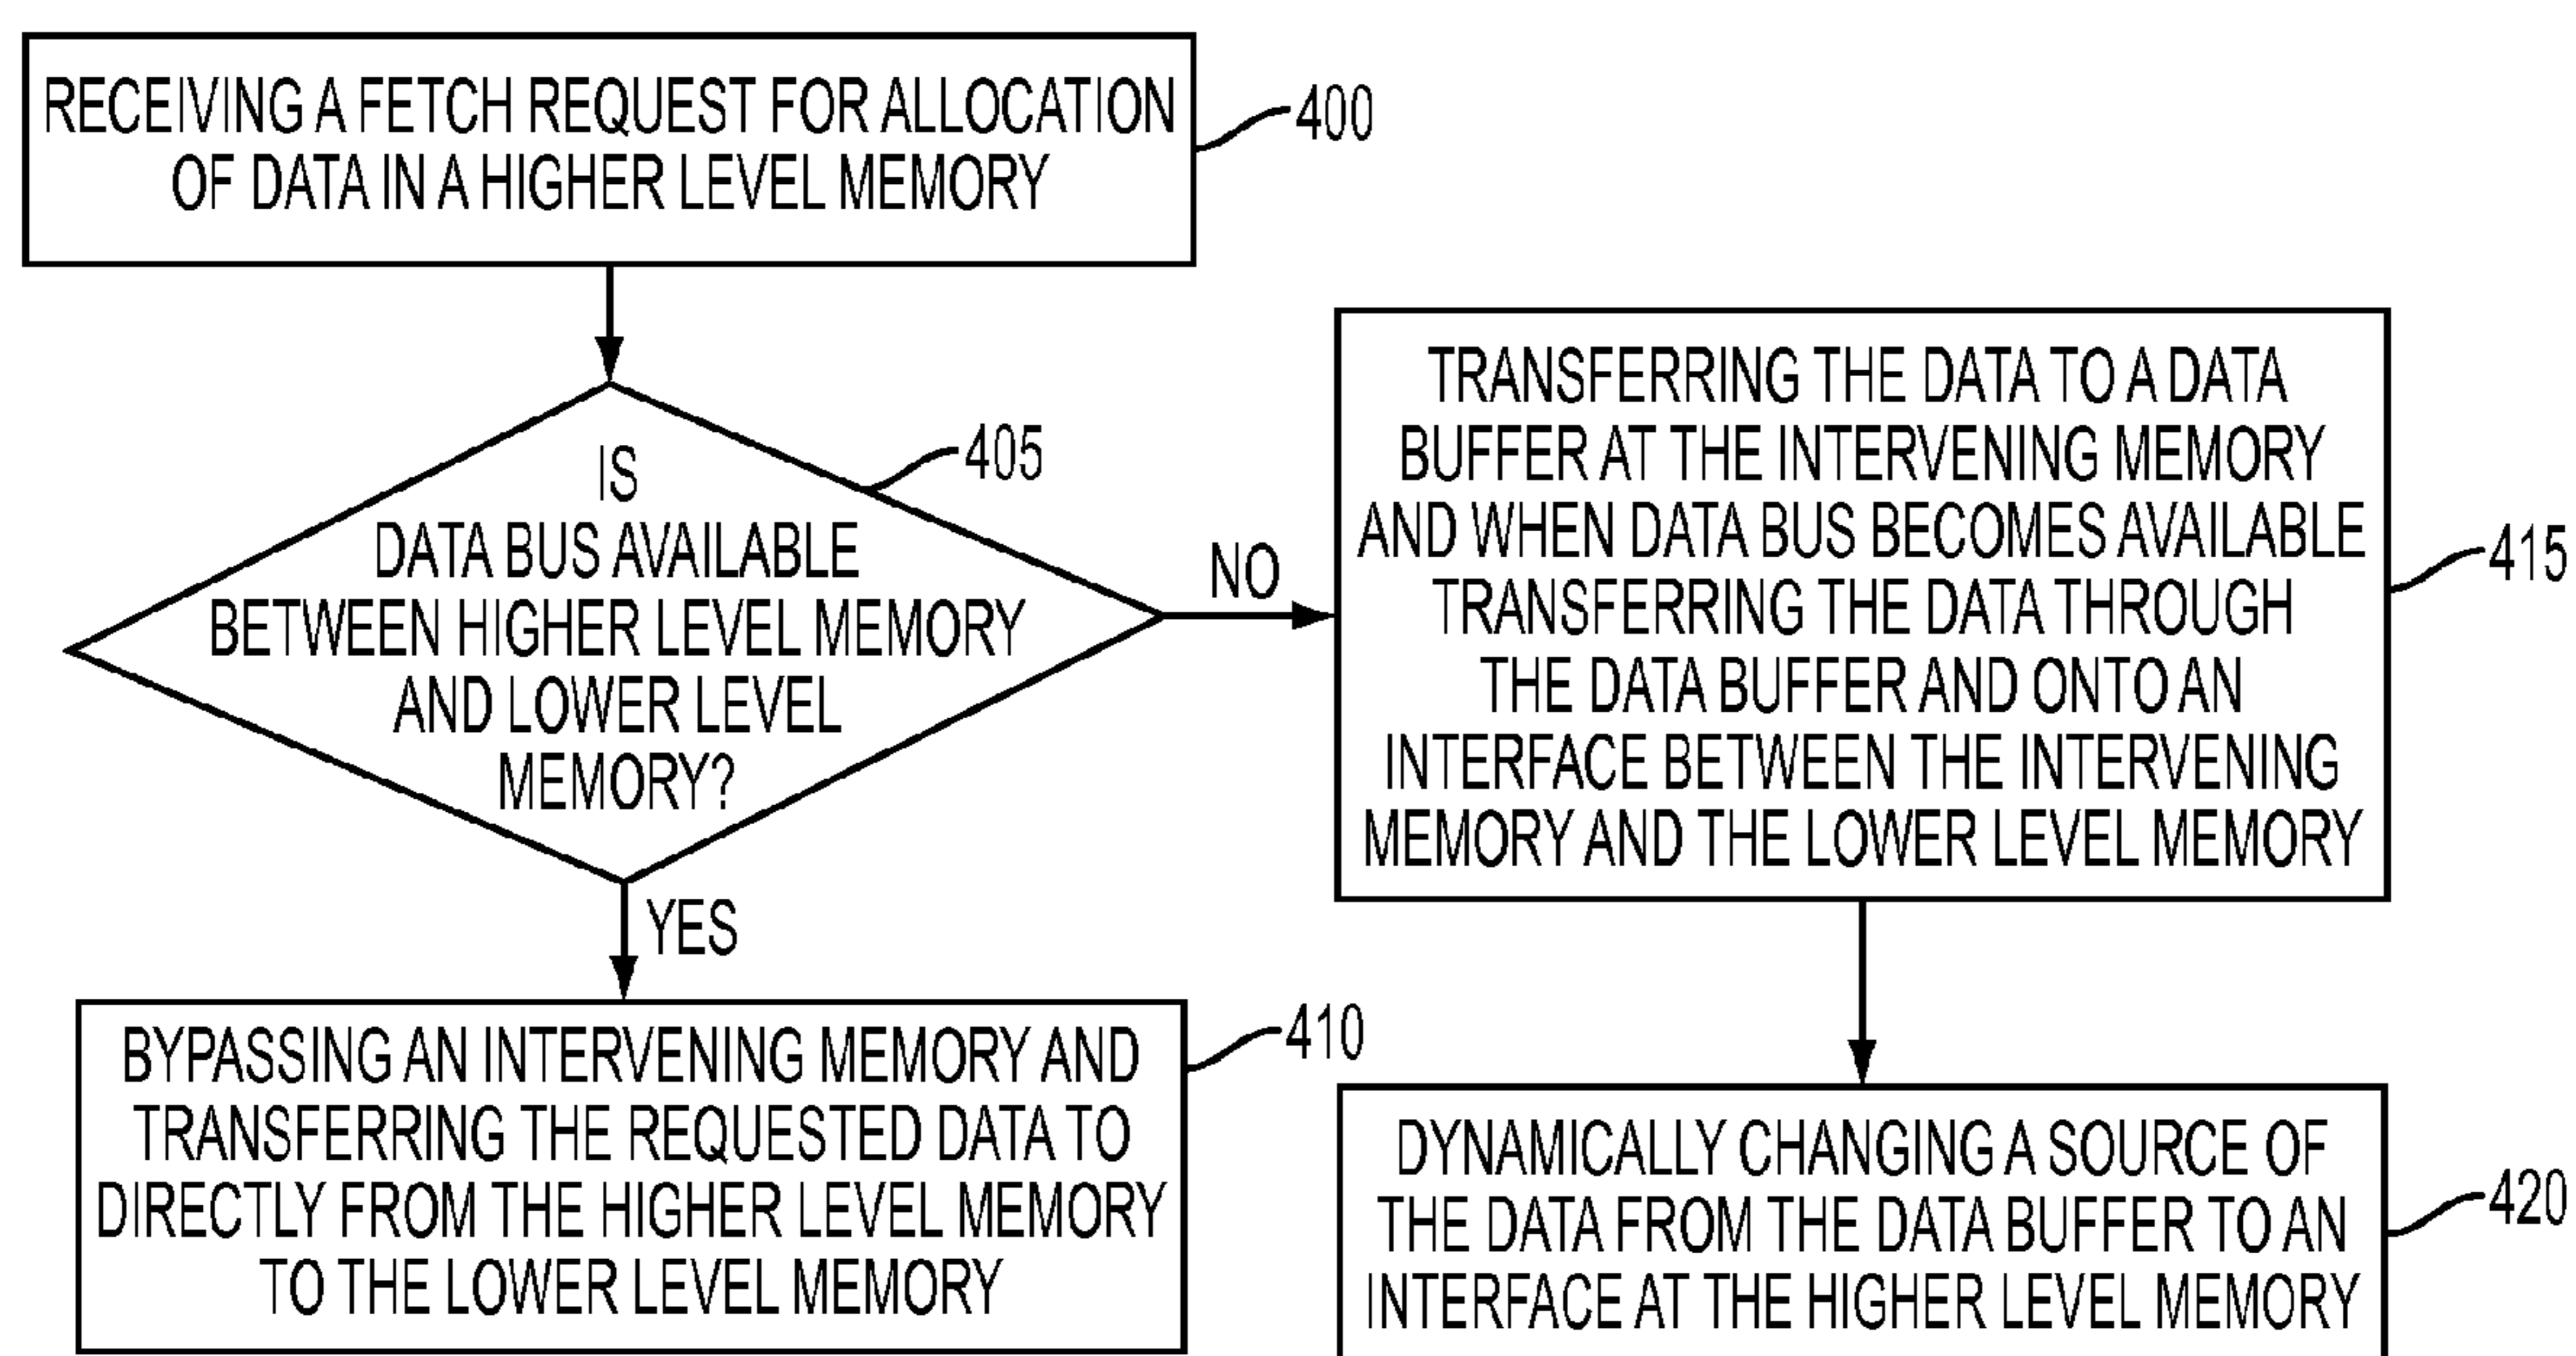 RECEIVING A FETCH REQUEST FOR ALLOCATION
OF DATA IN A HIGHER LEVEL MEMORY
400
IS
DATA BUS AVAILABLE
BETWEEN HIGHER LEVEL MEMORY
AND LOWER LEVEL
MEMORY?
405
NO
YES
BYPASSING AN INTERVENING MEMORY AND
TRANSFERRING THE REQUESTED DATA TO
DIRECTLY FROM THE HIGHER LEVEL MEMORY
TO THE LOWER LEVEL MEMORY
410
TRANSFERRING THE DATA TO A DATA
BUFFER AT THE INTERVENING MEMORY
AND WHEN DATA BUS BECOMES AVAILABLE
TRANSFERRING THE DATA THROUGH
THE DATA BUFFER AND ONTO AN
INTERFACE BETWEEN THE INTERVENING
MEMORY AND THE LOWER LEVEL MEMORY
415
DYNAMICALLY CHANGING A SOURCE OF
THE DATA FROM THE DATA BUFFER TO AN
INTERFACE AT THE HIGHER LEVEL MEMORY
420